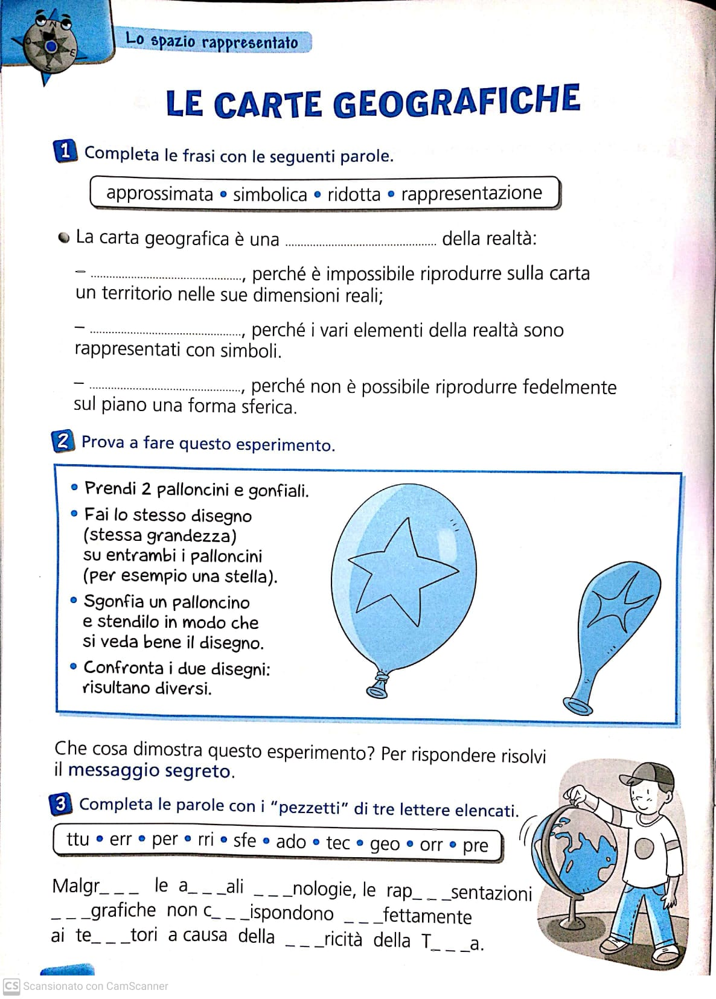 N
O
E
S
Lo spazio rappresentato
LE CARTE GEOGRAFICHE
1 Completa le frasi con le seguenti parole.
approssimata • simbolica • ridotta • rappresentazione
● La carta geografica è una ........................................ della realtà:
– ........................................, perché è impossibile riprodurre sulla carta
un territorio nelle sue dimensioni reali;
– ........................................, perché i vari elementi della realtà sono
rappresentati con simboli.
– ........................................, perché non è possibile riprodurre fedelmente
sul piano una forma sferica.
2 Prova a fare questo esperimento.
• Prendi 2 palloncini e gonfiali.
• Fai lo stesso disegno
(stessa grandezza)
su entrambi i palloncini
(per esempio una stella).
• Sgonfia un palloncino
e stendilo in modo che
si veda bene il disegno.
• Confronta i due disegni:
risultano diversi.
Che cosa dimostra questo esperimento? Per rispondere risolvi
il messaggio segreto.
3 Completa le parole con i “pezzetti” di tre lettere elencati.
ttu • err • per • rri • sfe • ado • tec • geo • orr • pre
Malgr_ _ _ le a_ _ _ali _ _ _nologie, le rap_ _ _sentazioni
_ _ _grafiche non c_ _ _ispondono _ _ _fettamente
ai te_ _ _tori a causa della _ _ _ricità della T_ _ _a.
CS Scansionato con CamScanner